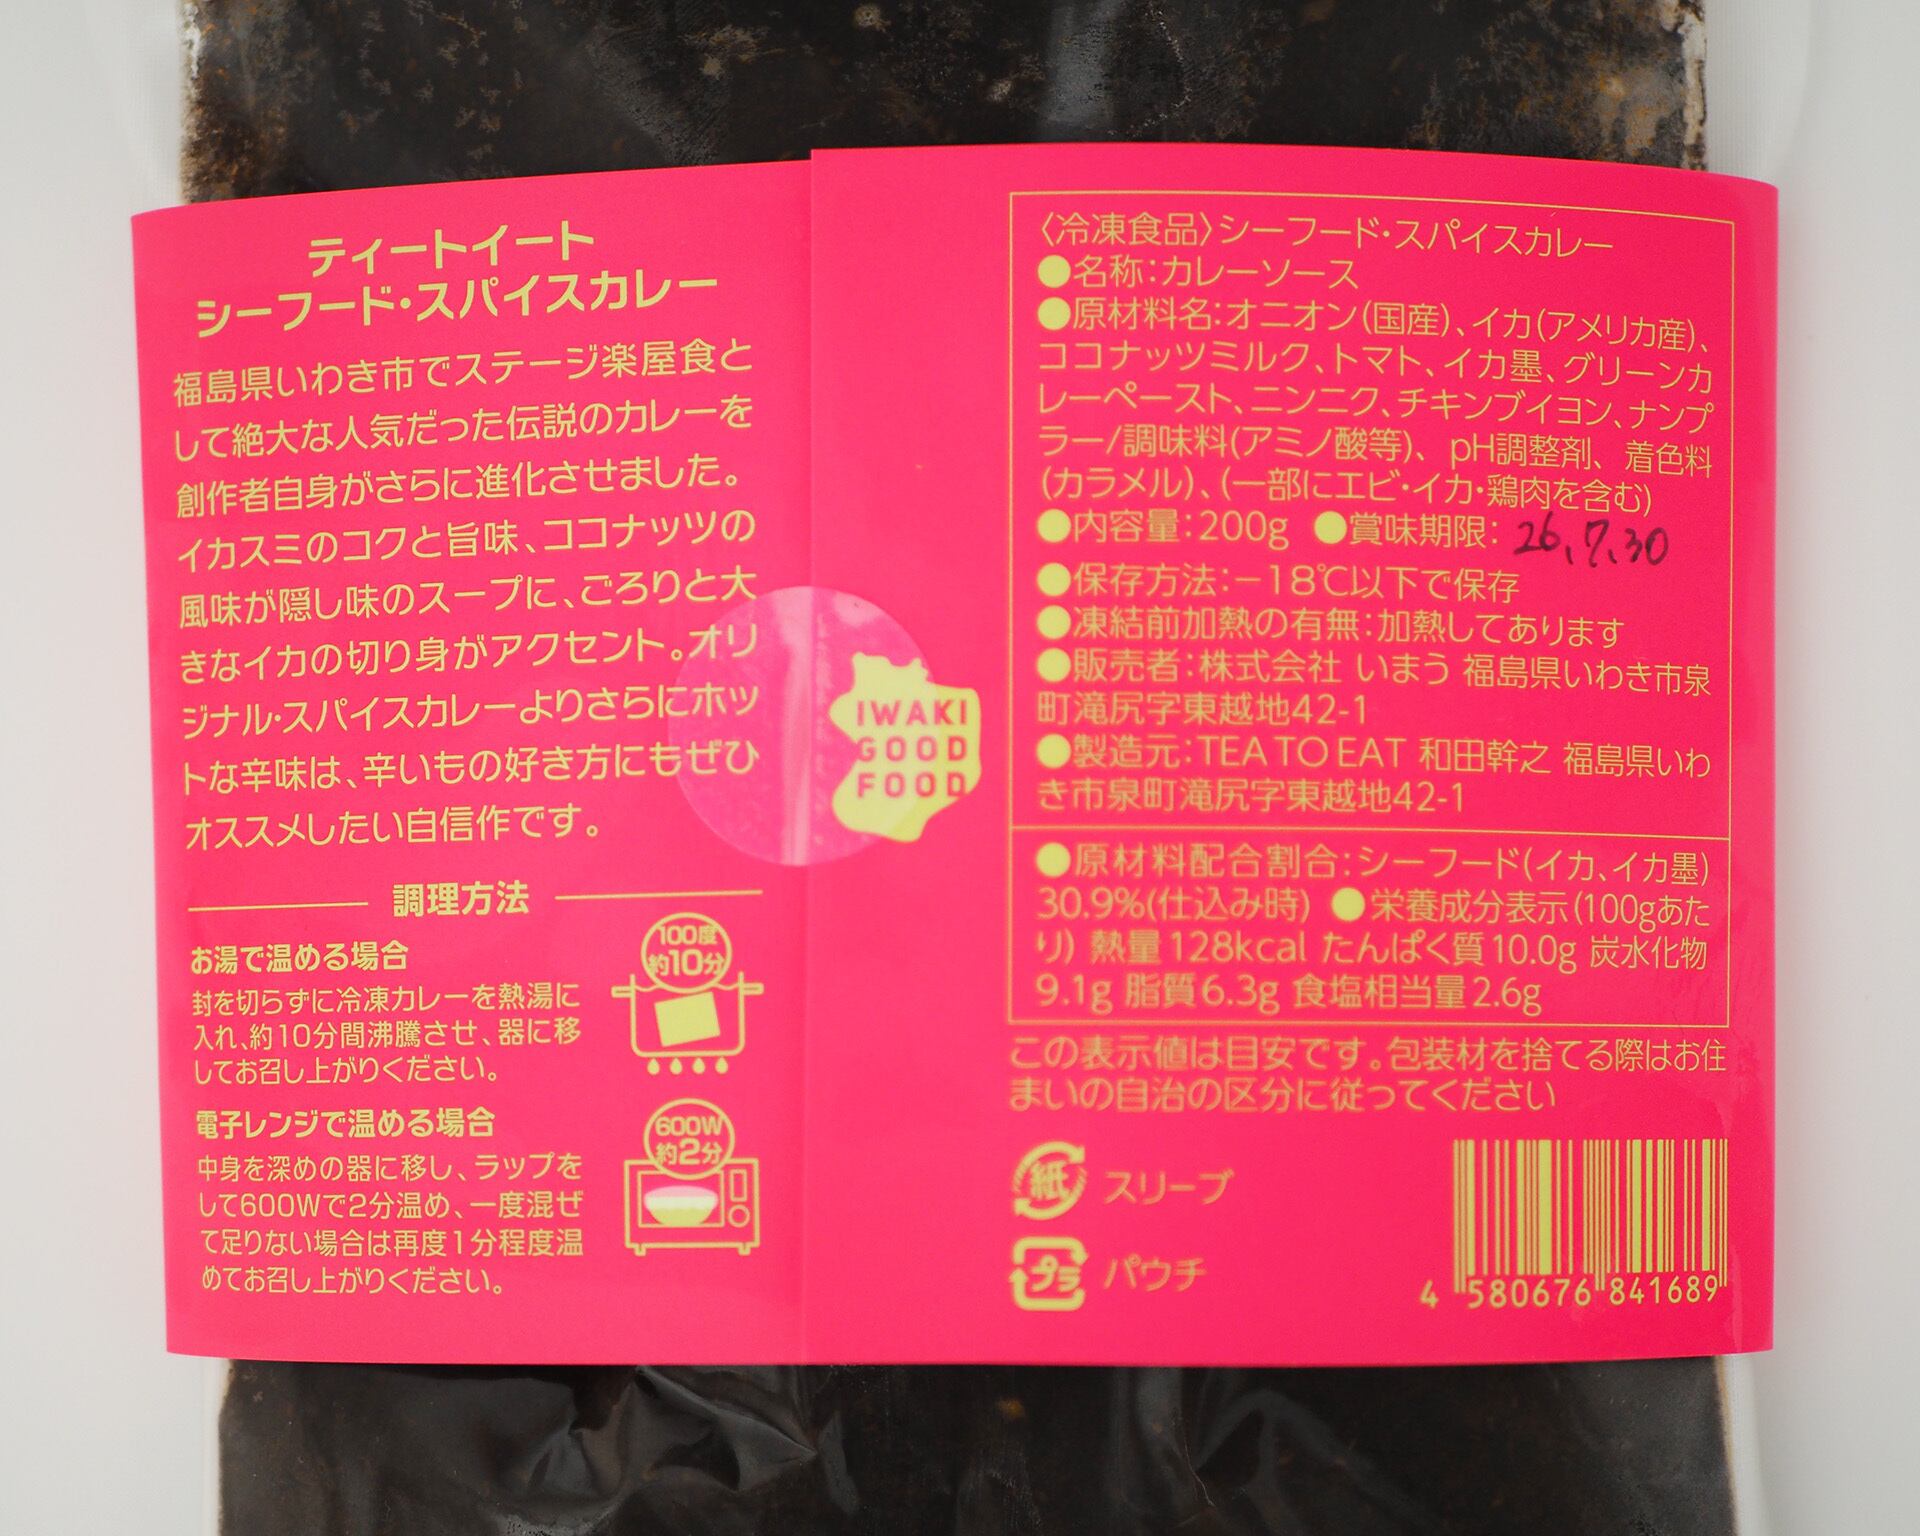 ティートイート
シーフード・スパイスカレー
福島県いわき市でステージ楽屋食と
して絶大な人気だった伝説のカレーを
創作者自身がさらに進化させました。
イカスミのコクと旨味、ココナッツの
風味が隠し味のスープに、ごろりと大
きなイカの切り身がアクセント。オリ
ジナル・スパイスカレーよりさらにホッ
トな辛味は、辛いもの好き方にもぜひ
オススメしたい自信作です。
調理方法
お湯で温める場合
封を切らずに冷凍カレーを熱湯に
入れ、約10分間沸騰させ、器に移
してお召し上がりください。
100度
約10分
電子レンジで温める場合
中身を深めの器に移し、ラップを
して600Wで2分温め、一度混ぜ
て足りない場合は再度1分程度温
めてお召し上がりください。
600W
約2分
IWAKI
GOOD
FOOD
〈冷凍食品〉シーフード・スパイスカレー
●名称：カレーソース
●原材料名：オニオン（国産）、イカ（アメリカ産）、
ココナッツミルク、トマト、イカ墨、グリーンカ
レーペースト、ニンニク、チキンブイヨン、ナンプ
ラー/調味料(アミノ酸等)、pH調整剤、着色料
（カラメル）、（一部にエビ・イカ・鶏肉を含む）
●内容量：200g ●賞味期限：26.7.30
●保存方法：－18℃以下で保存
●凍結前加熱の有無：加熱してあります
●販売者：株式会社 いまう 福島県いわき市泉
町滝尻字東越地42-1
●製造元：TEA TO EAT 和田幹之 福島県いわ
き市泉町滝尻字東越地42-1
●原材料配合割合：シーフード（イカ、イカ墨）
30.9%(仕込み時) ●栄養成分表示（100gあた
り）熱量128kcal たんぱく質10.0g 炭水化物
9.1g 脂質6.3g 食塩相当量2.6g
この表示値は目安です。包装材を捨てる際はお住
まいの自治の区分に従ってください
紙 スリーブ
プラ パウチ
4 580676 841689